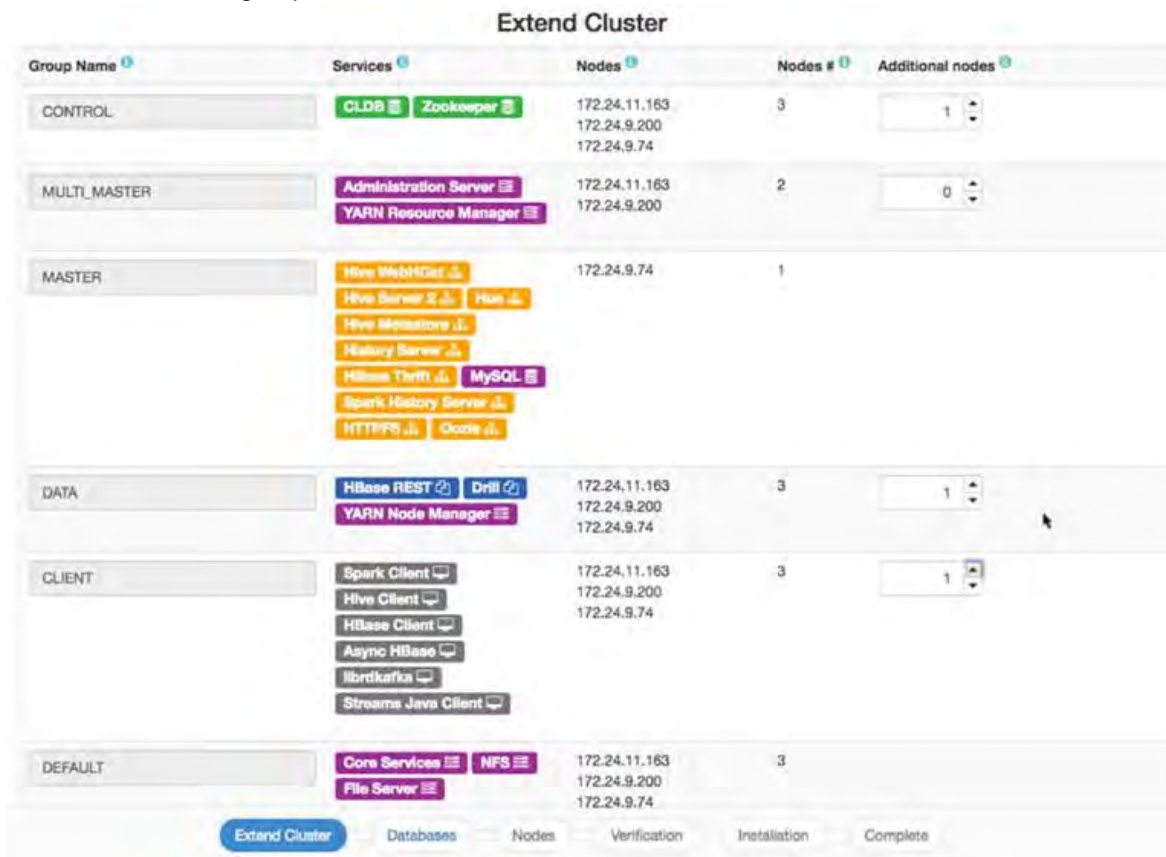 Extend Cluster
Group Name Services Nodes Nodes # Additional nodes
CONTROL CLDB Zookeeper 172.24.11.163 3 1
172.24.9.200
172.24.9.74
MULTI_MASTER Administration Server 172.24.11.163 2 0
YARN Resource Manager 172.24.9.200
MASTER Hive WebHCat 172.24.9.74 1
Hive Server 2 Hue
Hive Metastore
History Server
HBase Thrift MySQL
Spark History Server
HTTPFS Oozie
DATA HBase REST Drill 172.24.11.163 3 1
YARN Node Manager 172.24.9.200
172.24.9.74
CLIENT Spark Client 172.24.11.163 3 1
Hive Client 172.24.9.200
HBase Client 172.24.9.74
Async HBase
librdkafka
Streams Java Client
DEFAULT Core Services NFS 172.24.11.163 3
File Server 172.24.9.200
172.24.9.74
Extend Cluster Databases Nodes Verification Installation Complete